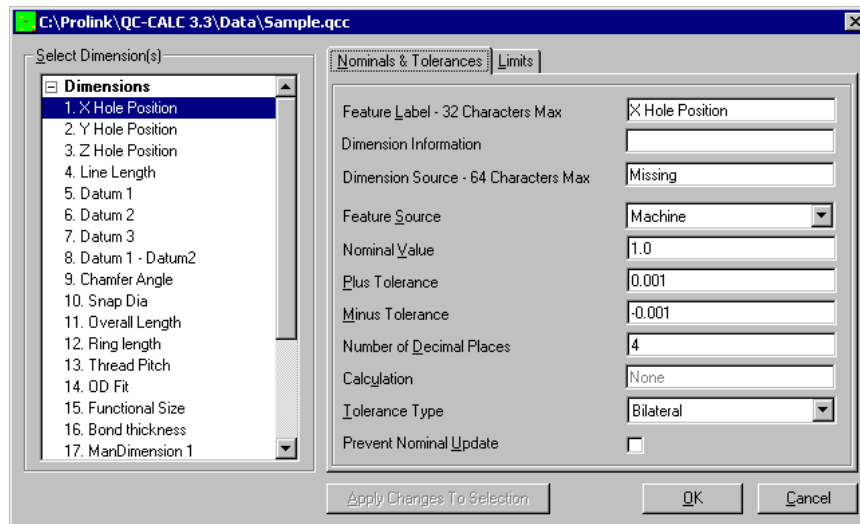 C:\Prolink\QC-CALC 3.3\Data\Sample.qcc
Select Dimension(s)
Dimensions
1. X Hole Position
2. Y Hole Position
3. Z Hole Position
4. Line Length
5. Datum 1
6. Datum 2
7. Datum 3
8. Datum 1 - Datum2
9. Chamfer Angle
10. Snap Dia
11. Overall Length
12. Ring length
13. Thread Pitch
14. OD Fit
15. Functional Size
16. Bond thickness
17. ManDimension 1
Nominals & Tolerances Limits
Feature Label - 32 Characters Max X Hole Position
Dimension Information
Dimension Source - 64 Characters Max Missing
Feature Source Machine
Nominal Value 1.0
Plus Tolerance 0.001
Minus Tolerance -0.001
Number of Decimal Places 4
Calculation None
Tolerance Type Bilateral
Prevent Nominal Update
Apply Changes To Selection OK Cancel